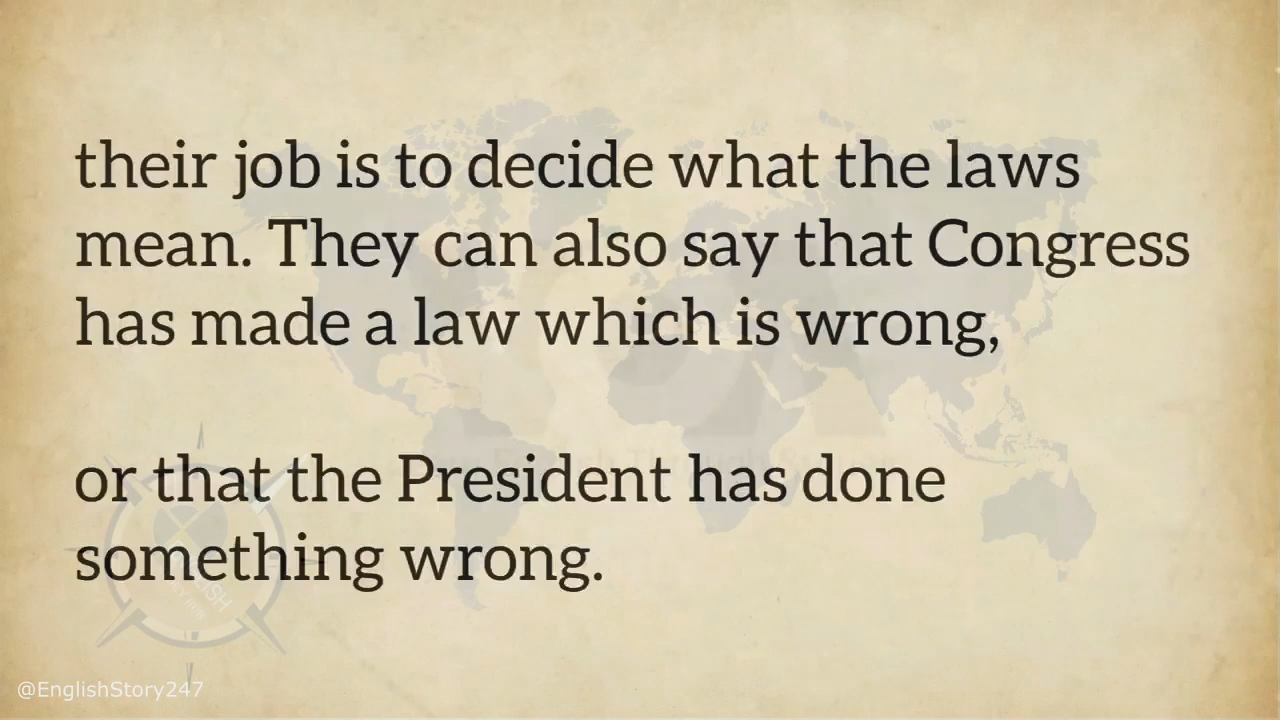 their job is to decide what the laws
mean. They can also say that Congress
has made a law which is wrong,
or that the President has done
something wrong.
@EnglishStory247